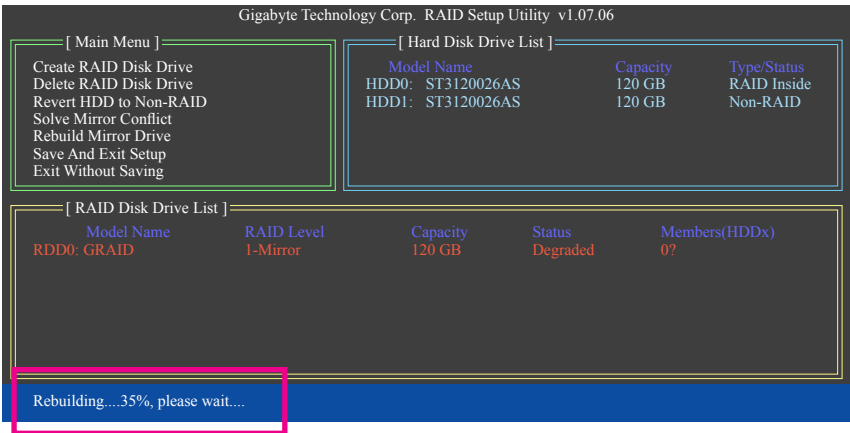 Gigabyte Technology Corp. RAID Setup Utility v1.07.06
[ Main Menu ]
Create RAID Disk Drive
Delete RAID Disk Drive
Revert HDD to Non-RAID
Solve Mirror Conflict
Rebuild Mirror Drive
Save And Exit Setup
Exit Without Saving
[ Hard Disk Drive List ]
Model Name Capacity Type/Status
HDD0: ST3120026AS 120 GB RAID Inside
HDD1: ST3120026AS 120 GB Non-RAID
[ RAID Disk Drive List ]
Model Name RAID Level Capacity Status Members(HDDx)
RDD0: GRAID 1-Mirror 120 GB Degraded 0?
Rebuilding....35%, please wait....